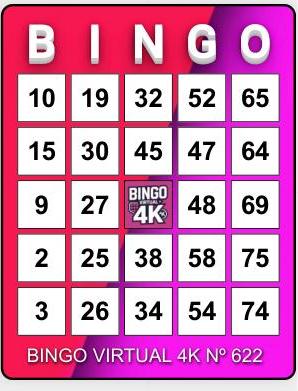 B I N G O
10 19 32 52 65
15 30 45 47 64
9 27 BINGO VIRTUAL 4K 48 69
2 25 38 58 75
3 26 34 54 74
BINGO VIRTUAL 4K Nº 622